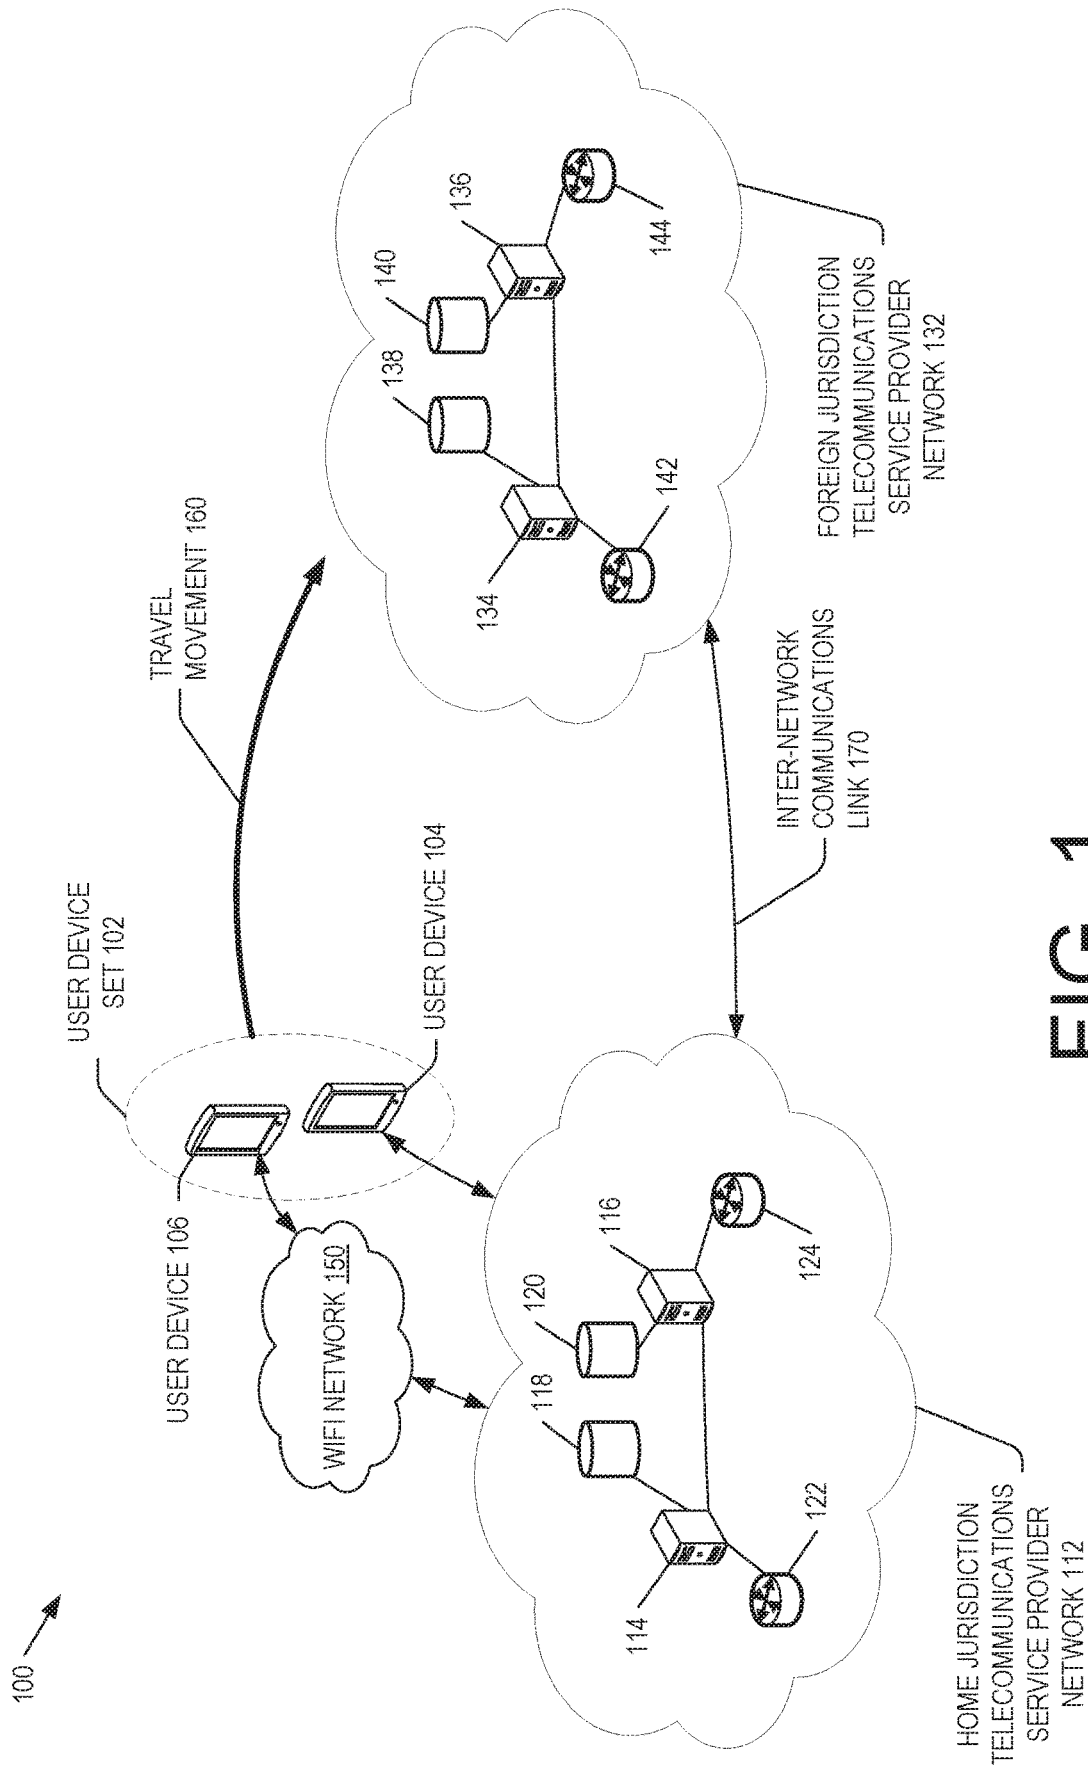 100
USER DEVICE
SET 102
TRAVEL
MOVEMENT 160
USER DEVICE 106
USER DEVICE 104
WIFI NETWORK 150
118
120
114
116
122
124
138
140
134
136
142
144
INTER-NETWORK
COMMUNICATIONS
LINK 170
HOME JURISDICTION
TELECOMMUNICATIONS
SERVICE PROVIDER
NETWORK 112
FOREIGN JURISDICTION
TELECOMMUNICATIONS
SERVICE PROVIDER
NETWORK 132
FIG. 1